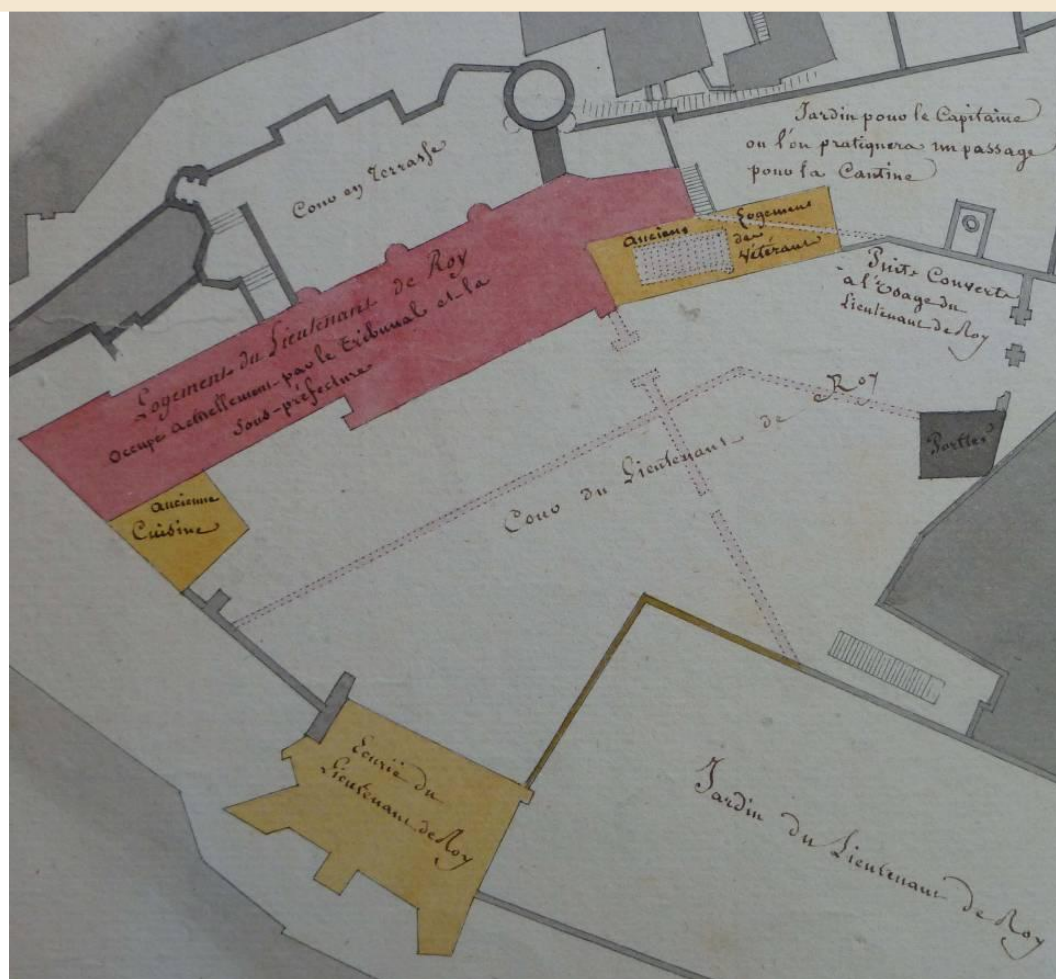 Jardin pour le Capitaine
ou l'on pratiquera un passage
pour la Cantine
Cour en Terrasse
anciens Logemens
de
Vétérans
Puits Couvert
à l'Usage du
Lieutenant de Roy
Logement du Lieutenant de Roy
Occupé actuellement par le Tribunal et la
Sous-préfecture
Portier
Cour du Lieutenant de Roy
ancienne
Cuisine
Ecurie du
Lieutenant de Roy
Jardin du Lieutenant de Roy